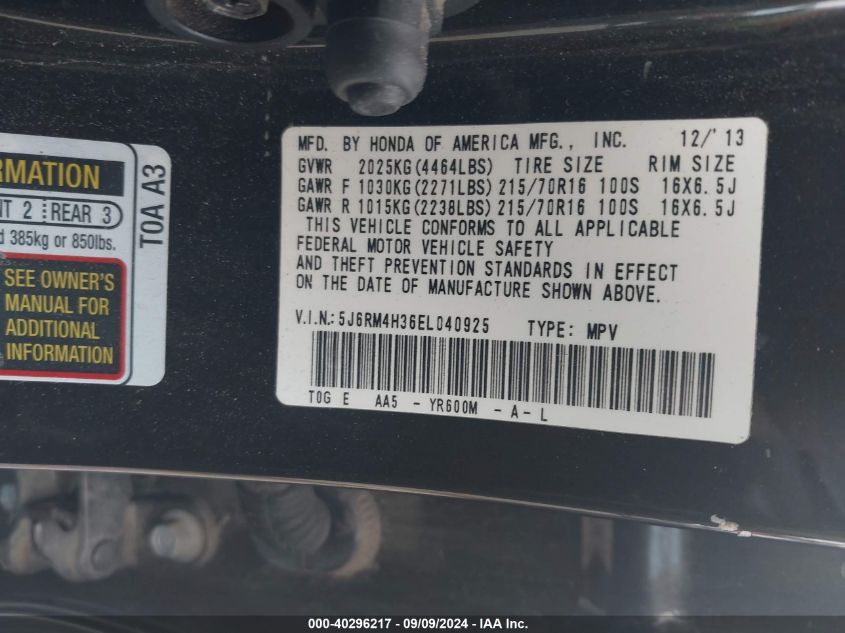 RMATION
NT 2 REAR 3
385kg or 850lbs.
SEE OWNER'S
MANUAL FOR
ADDITIONAL
INFORMATION
T0A A3
MFD. BY HONDA OF AMERICA MFG., INC. 12/'13
GVWR 2025KG(4464LBS) TIRE SIZE RIM SIZE
GAWR F 1030KG(2271LBS) 215/70R16 100S 16X6.5J
GAWR R 1015KG(2238LBS) 215/70R16 100S 16X6.5J
THIS VEHICLE CONFORMS TO ALL APPLICABLE
FEDERAL MOTOR VEHICLE SAFETY
AND THEFT PREVENTION STANDARDS IN EFFECT
ON THE DATE OF MANUFACTURE SHOWN ABOVE.
V.I.N.: 5J6RM4H36EL040925 TYPE: MPV
T0G E AA5 - YR600M - A - L
000-40296217 - 09/09/2024 - IAA Inc.